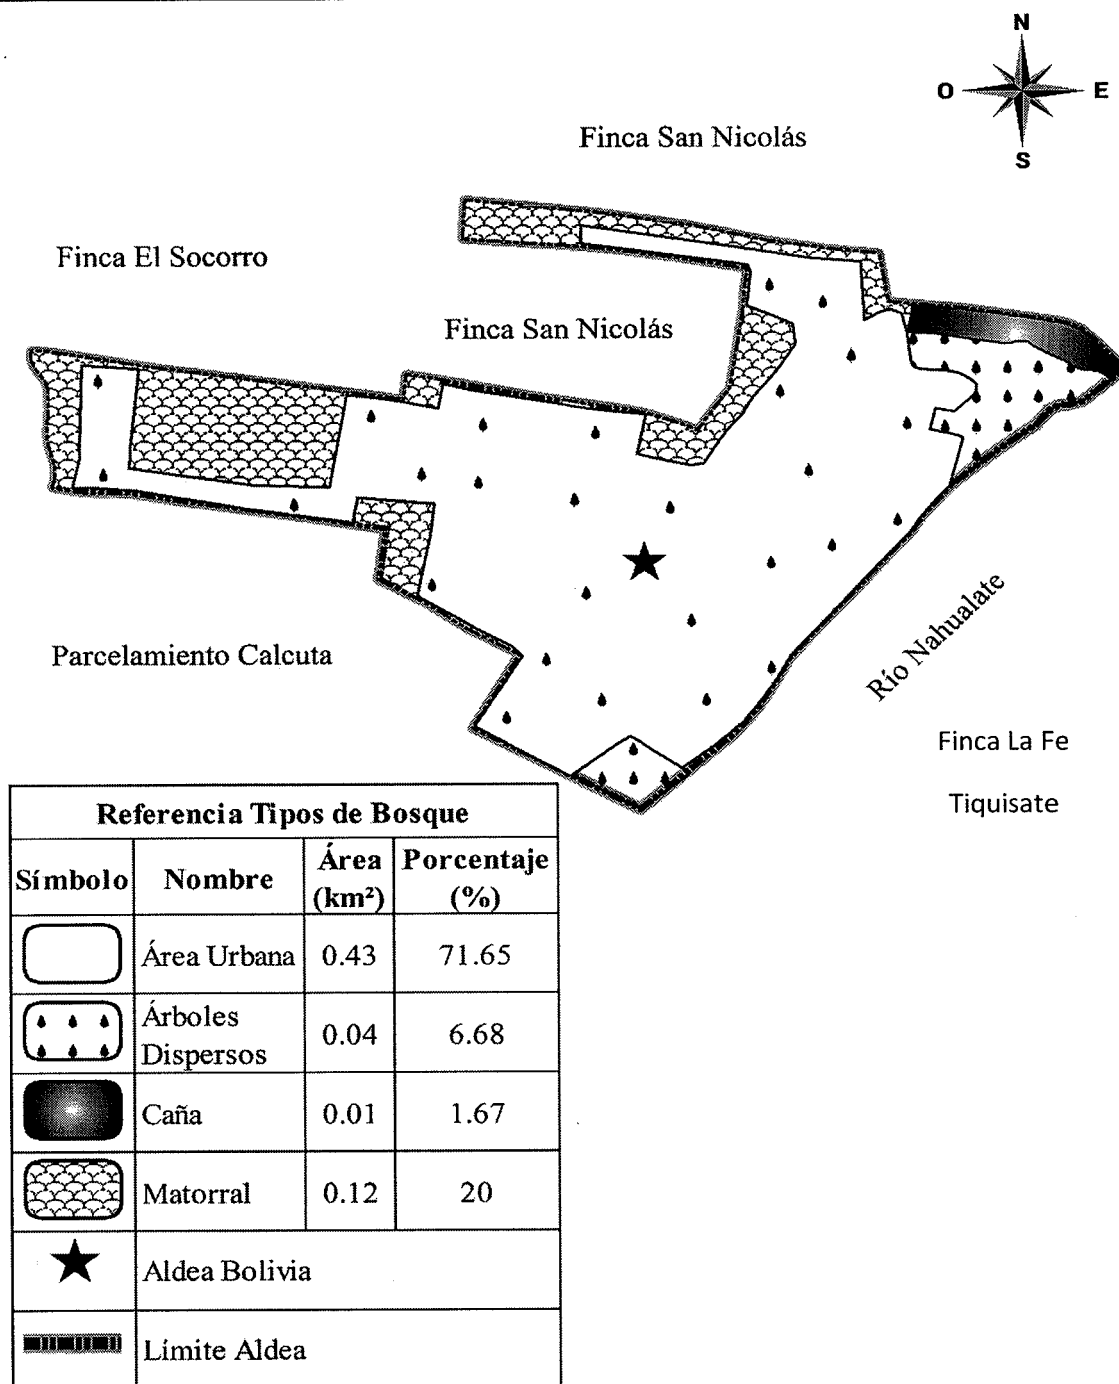 N
O E
S
Finca San Nicolás
Finca El Socorro
Finca San Nicolás
Parcelamiento Calcuta
Río Nahualate
Finca La Fe
Tiquisate
Referencia Tipos de Bosque
Símbolo Nombre Área (km²) Porcentaje (%)
Área Urbana 0.43 71.65
Árboles Dispersos 0.04 6.68
Caña 0.01 1.67
Matorral 0.12 20
Aldea Bolivia
Límite Aldea